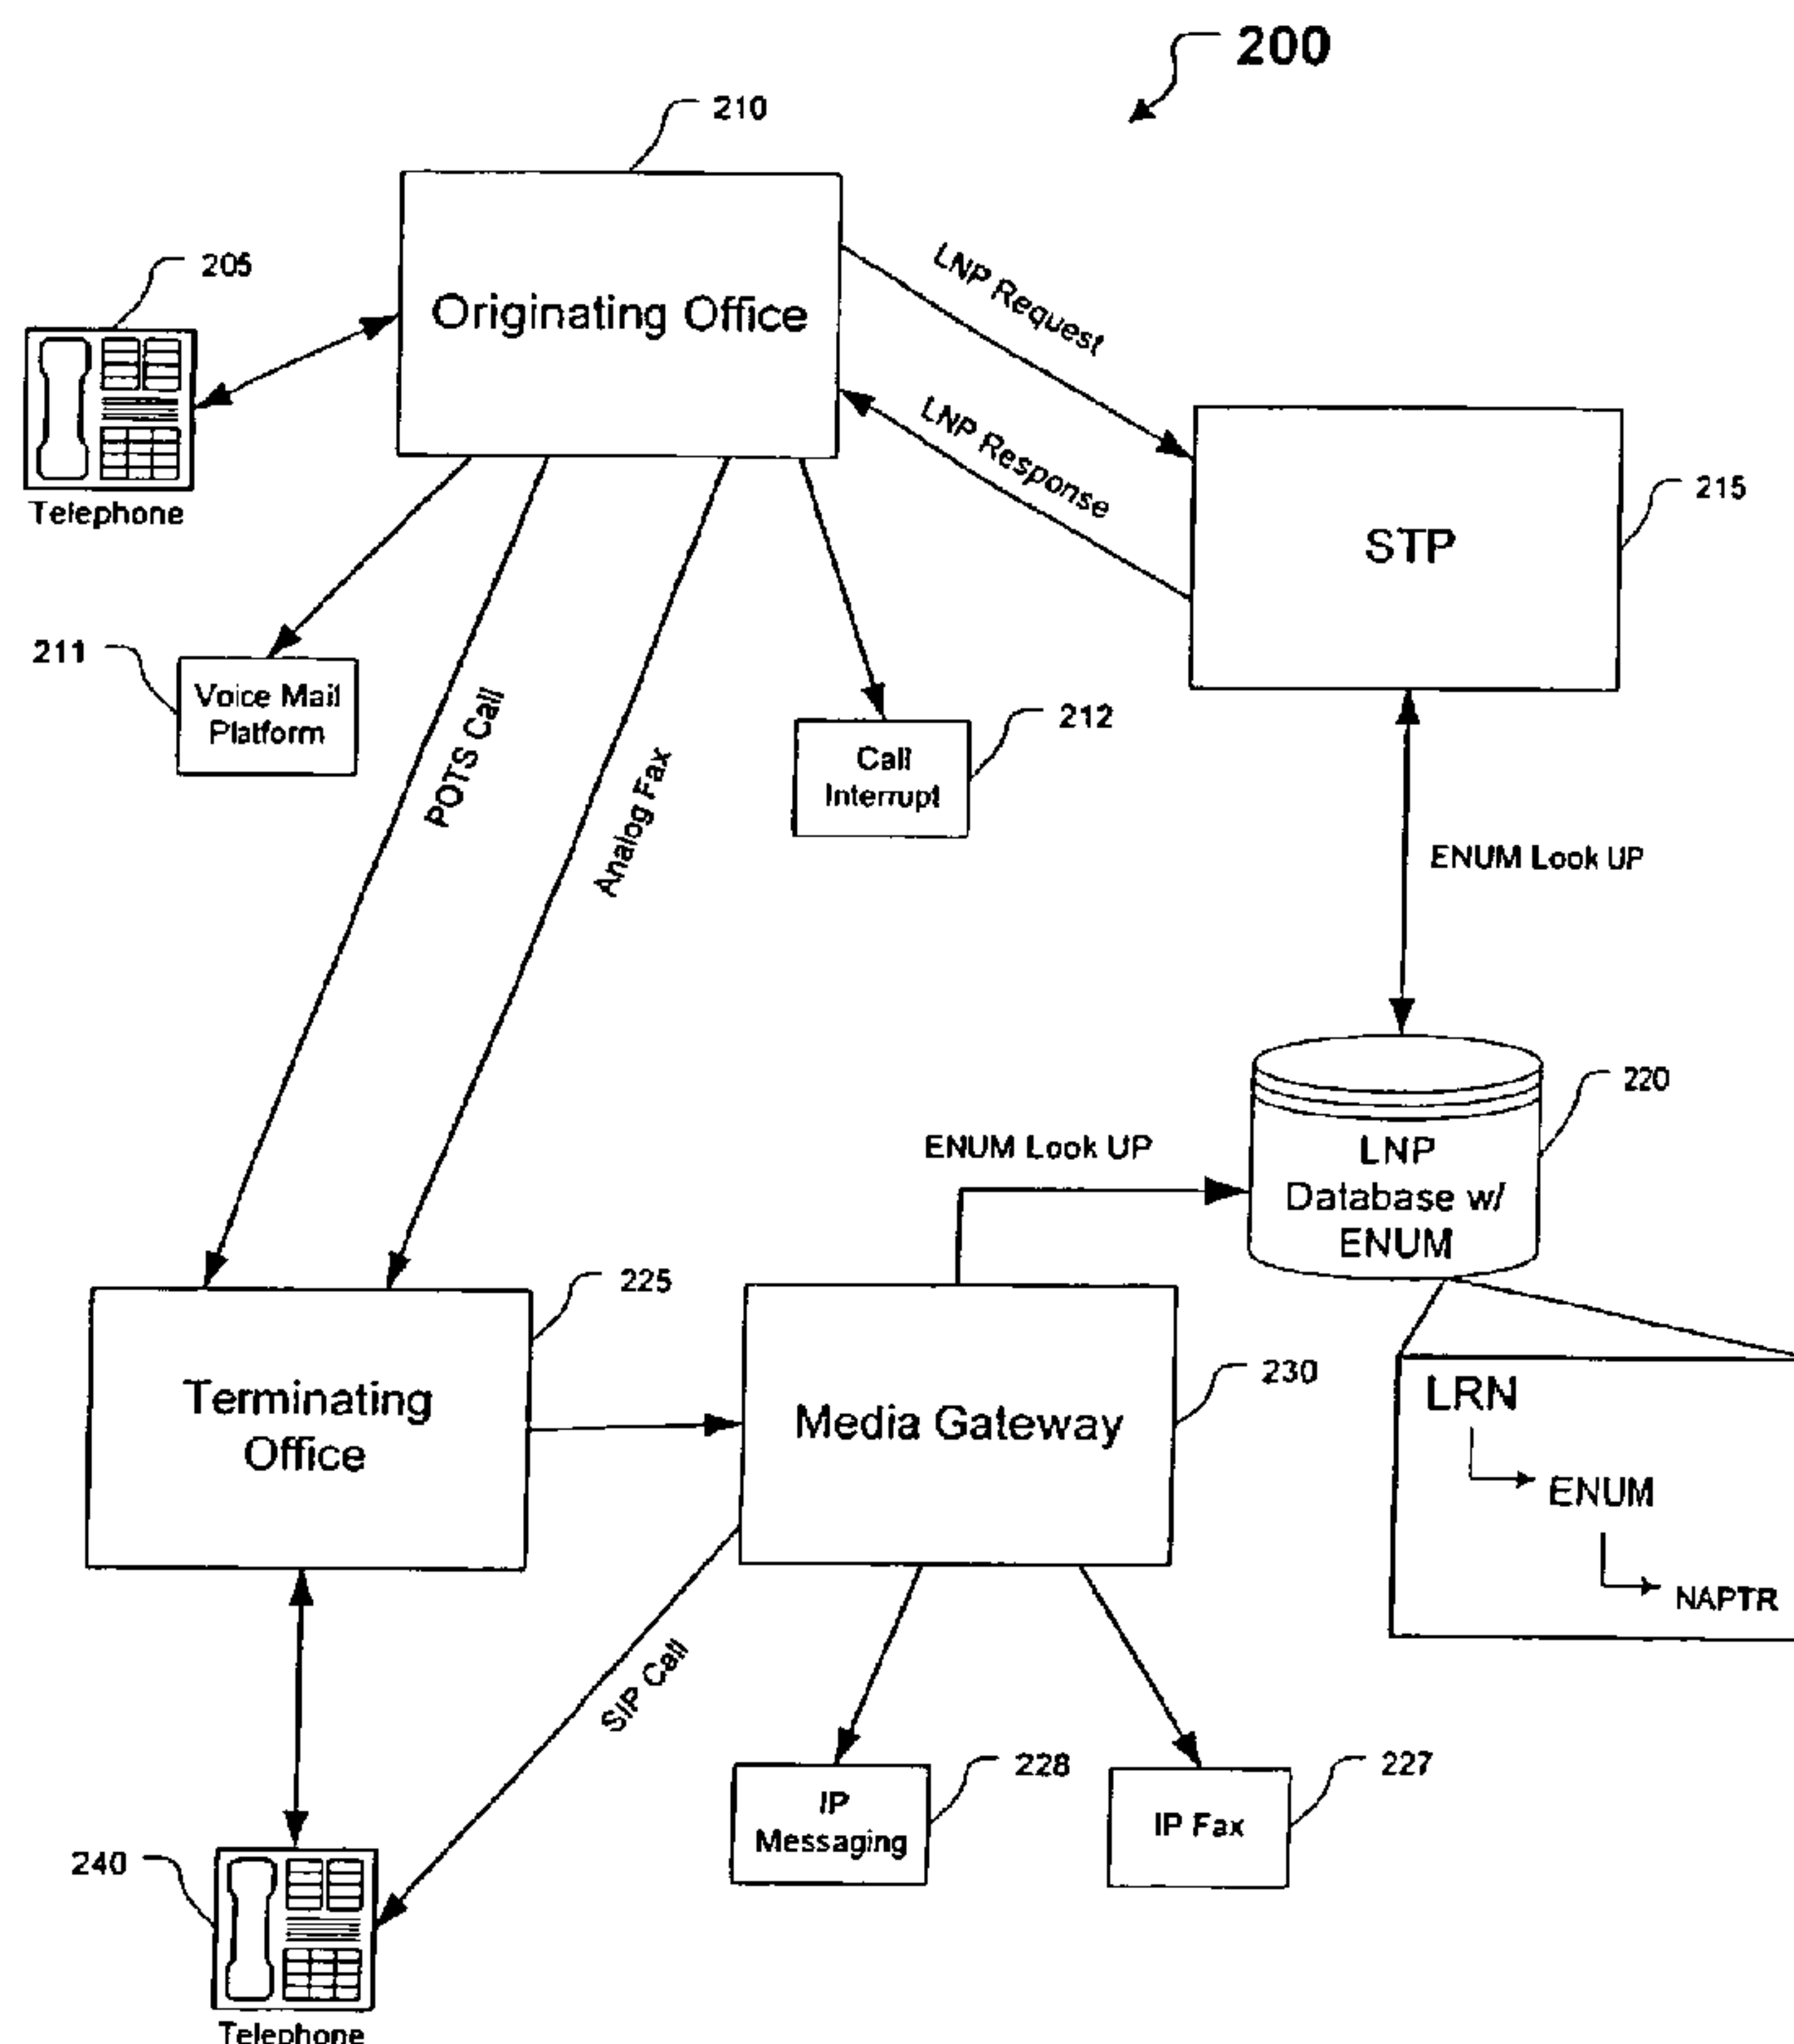 200
210
205
Originating Office
LNP Request
LNP Response
Telephone
STP
215
211
Voice Mail
Platform
POTS Call
Analog Fax
212
Call
Interrupt
ENUM Look UP
220
ENUM Look UP
LNP
Database w/
ENUM
225
Terminating
Office
230
Media Gateway
LRN
ENUM
NAPTR
SIP Call
228
IP
Messaging
227
IP Fax
240
Telephone